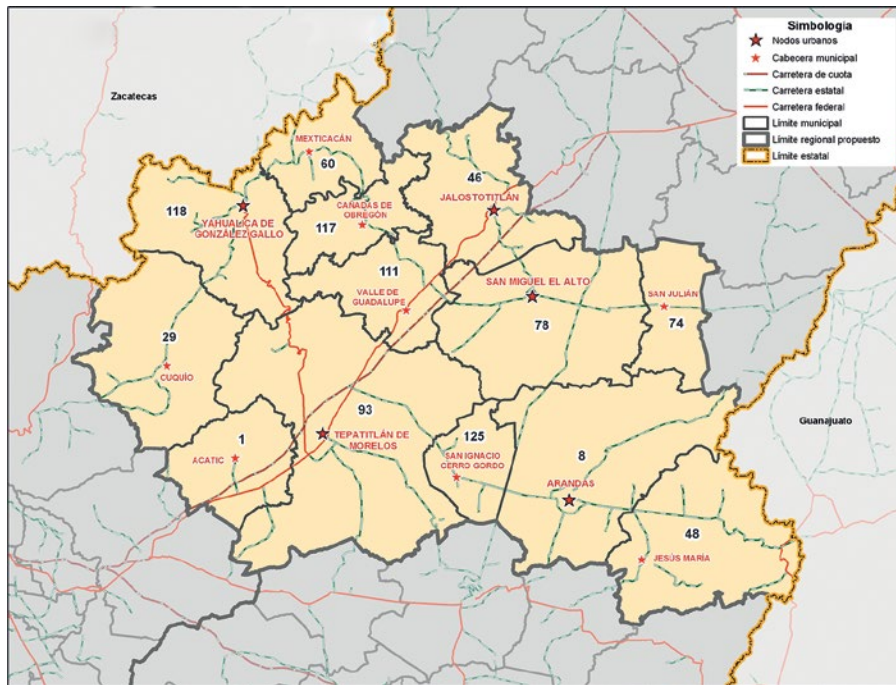 Simbología
Nodos urbanos
Cabecera municipal
Carretera de cuota
Carretera estatal
Carretera federal
Límite municipal
Límite regional propuesto
Límite estatal
Zacatecas
MEXTICACÁN
60
46
118
YAHUALICA DE
GONZÁLEZ GALLO
CAÑADAS DE
OBREGÓN
117
JALOSTOTITLÁN
111
VALLE DE
GUADALUPE
SAN MIGUEL EL ALTO
78
SAN JULIÁN
74
29
CUQUÍO
93
TEPATITLÁN DE
MORELOS
1
ACATIC
125
SAN IGNACIO
CERRO GORDO
8
ARANDAS
48
JESÚS MARÍA
Guanajuato